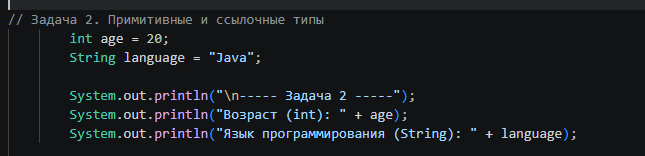 // Задача 2. Примитивные и ссылочные типы
int age = 20;
String language = "Java";
System.out.println("\n----- Задача 2 -----");
System.out.println("Возраст (int): " + age);
System.out.println("Язык программирования (String): " + language);